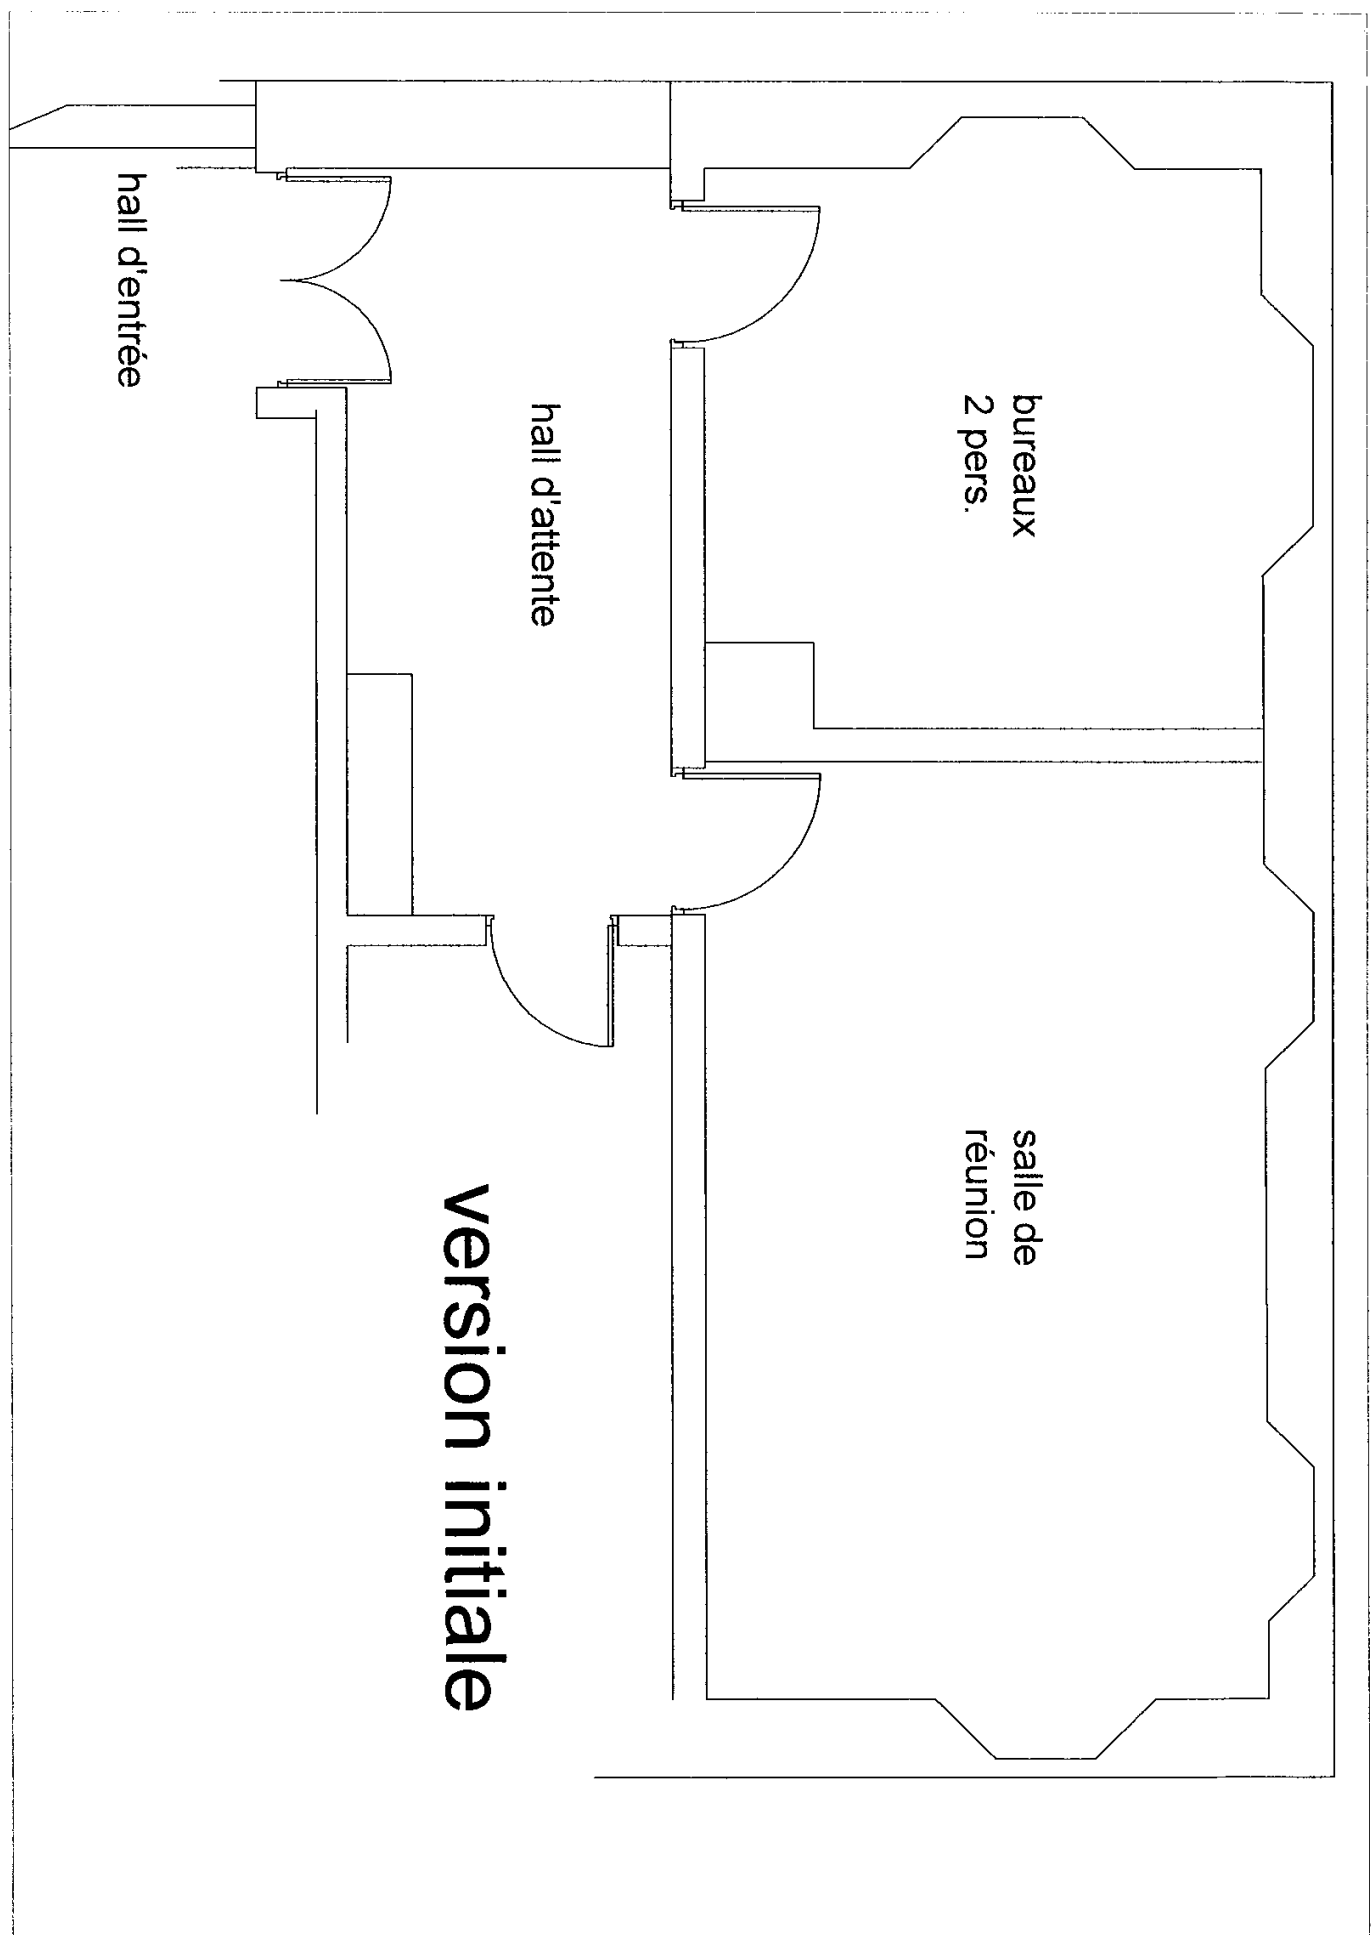 bureaux
2 pers.
salle de
réunion
hall d'attente
hall d'entrée
version initiale